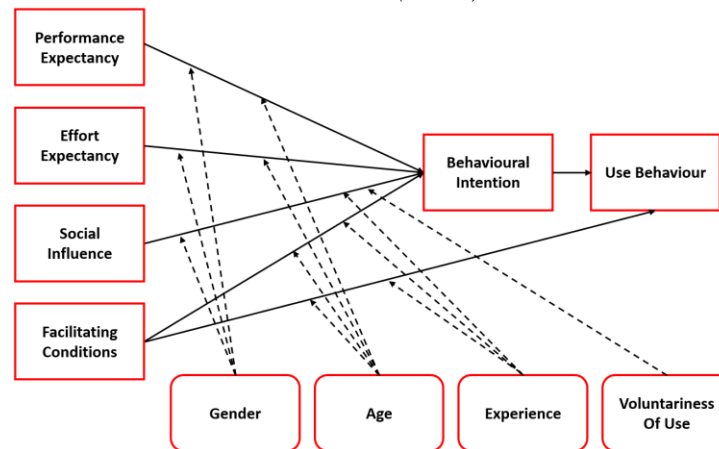 Performance
Expectancy
Effort
Expectancy
Behavioural
Intention
Use Behaviour
Social
Influence
Facilitating
Conditions
Gender
Age
Experience
Voluntariness
Of Use